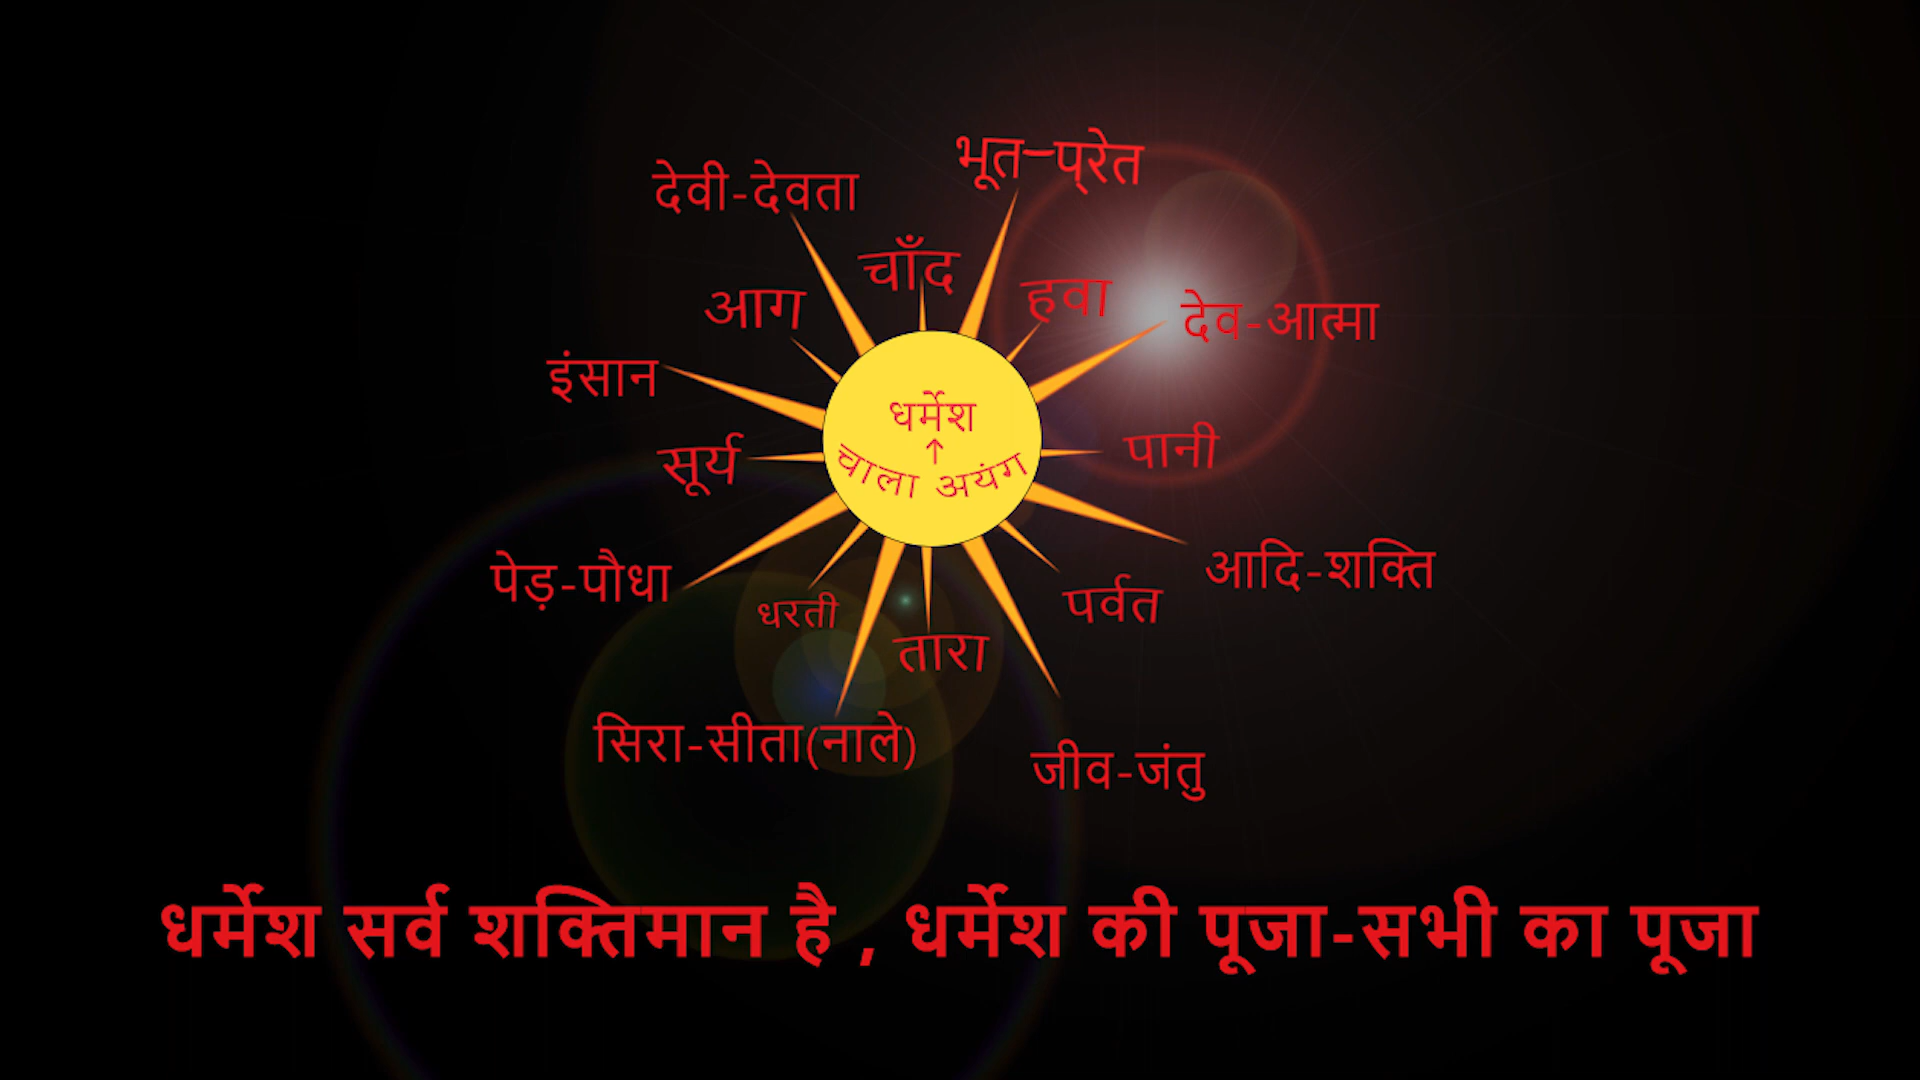 भूत-प्रेत
देवी-देवता
चाँद
आग
हवा
देव-आत्मा
इंसान
धर्मेश
↑
चाला अयंग
सूर्य
पानी
पेड़-पौधा
आदि-शक्ति
धरती
पर्वत
तारा
सिरा-सीता(नाले)
जीव-जंतु
धर्मेश सर्व शक्तिमान है , धर्मेश की पूजा-सभी का पूजा